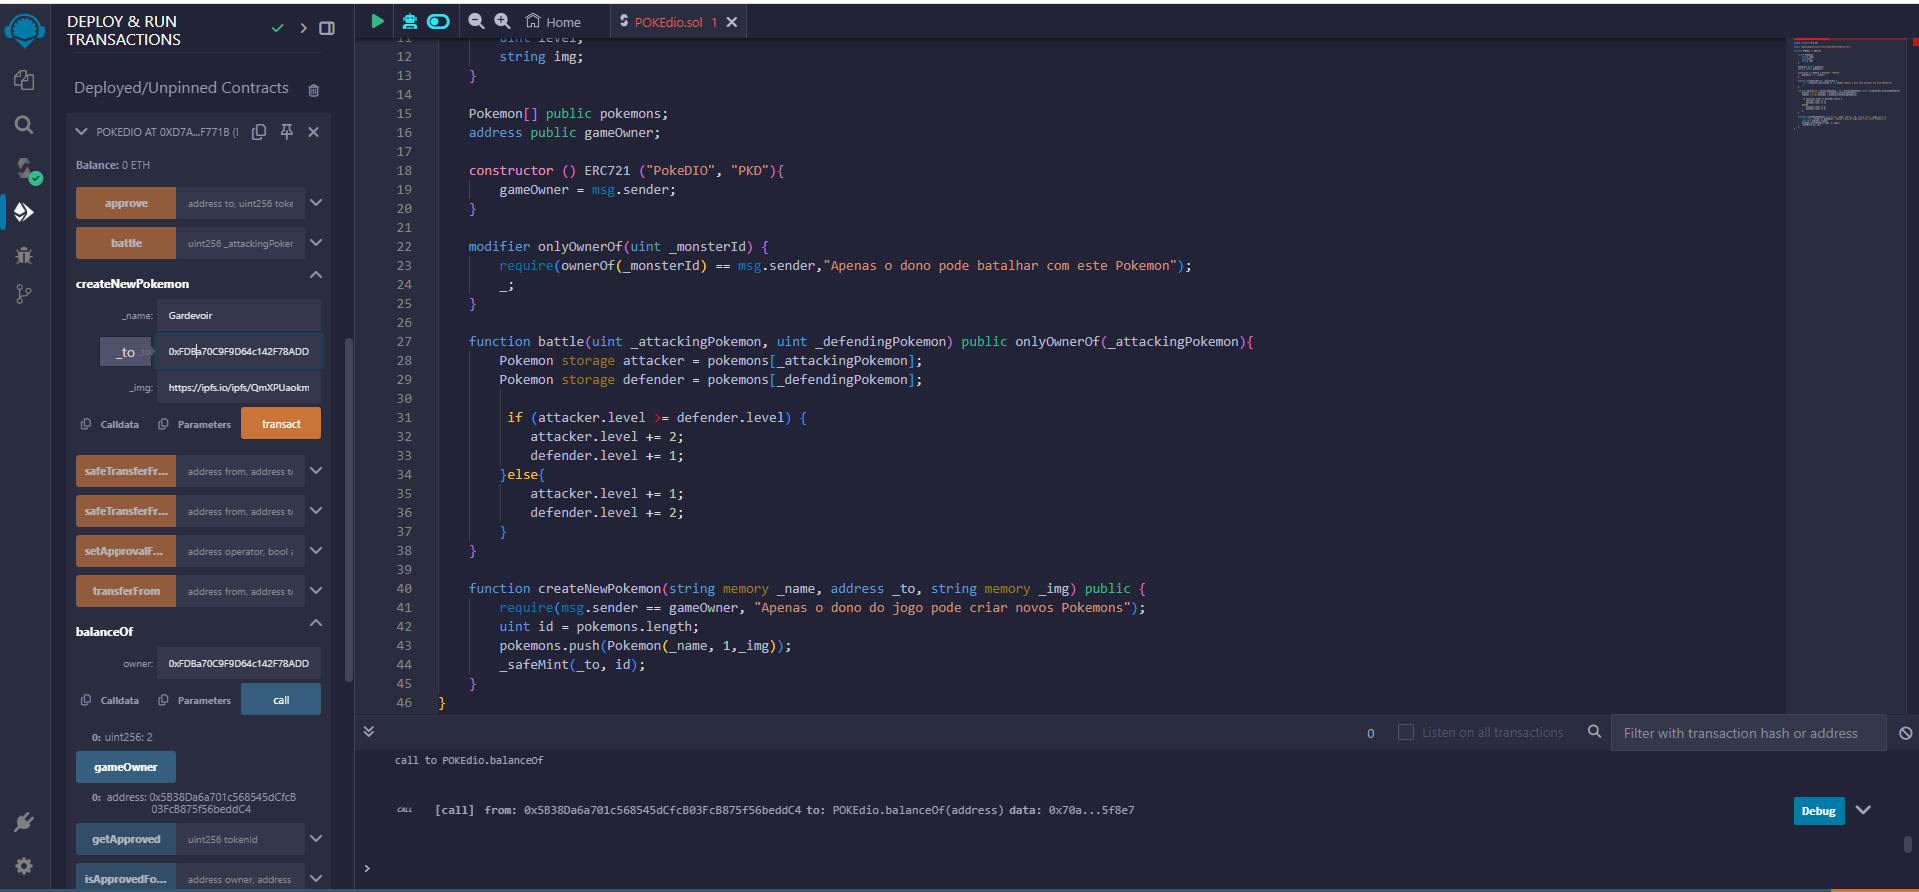 DEPLOY & RUN
TRANSACTIONS
Deployed/Unpinned Contracts
POKEDIO AT 0XD7A...F771B (
Balance: 0 ETH
approve address to, uint256 toke
battle uint256 _attackingPoker
createNewPokemon
_name: Gardevoir
_to 0xFDBa70C9F9D64c142F78ADD
_img: https://ipfs.io/ipfs/QmXPUaokm
Calldata Parameters transact
safeTransferFr... address from, address t
safeTransferFr... address from, address t
setApprovalF... address operator, bool a
transferFrom address from, address t
balanceOf
owner: 0xFDBa70C9F9D64c142F78ADD
Calldata Parameters call
0: uint256: 2
gameOwner
0: address: 0x5B38Da6a701c568545dCfcB
03FcB875f56beddC4
getApproved uint256 tokenId
isApprovedFo... address owner, address
Home POKEdio.sol 1
11 uint level;
12 string img;
13 }
14
15 Pokemon[] public pokemons;
16 address public gameOwner;
17
18 constructor () ERC721 ("PokeDIO", "PKD"){
19 gameOwner = msg.sender;
20 }
21
22 modifier onlyOwnerOf(uint _monsterId) {
23 require(ownerOf(_monsterId) == msg.sender,"Apenas o dono pode batalhar com este Pokemon");
24 _;
25 }
26
27 function battle(uint _attackingPokemon, uint _defendingPokemon) public onlyOwnerOf(_attackingPokemon){
28 Pokemon storage attacker = pokemons[_attackingPokemon];
29 Pokemon storage defender = pokemons[_defendingPokemon];
30
31 if (attacker.level >= defender.level) {
32 attacker.level += 2;
33 defender.level += 1;
34 }else{
35 attacker.level += 1;
36 defender.level += 2;
37 }
38 }
39
40 function createNewPokemon(string memory _name, address _to, string memory _img) public {
41 require(msg.sender == gameOwner, "Apenas o dono do jogo pode criar novos Pokemons");
42 uint id = pokemons.length;
43 pokemons.push(Pokemon(_name, 1,_img));
44 _safeMint(_to, id);
45 }
46 }
0 Listen on all transactions Filter with transaction hash or address
call to POKEdio.balanceOf
CALL [call] from: 0x5B38Da6a701c568545dCfcB03FcB875f56beddC4 to: POKEdio.balanceOf(address) data: 0x70a...5f8e7 Debug
>